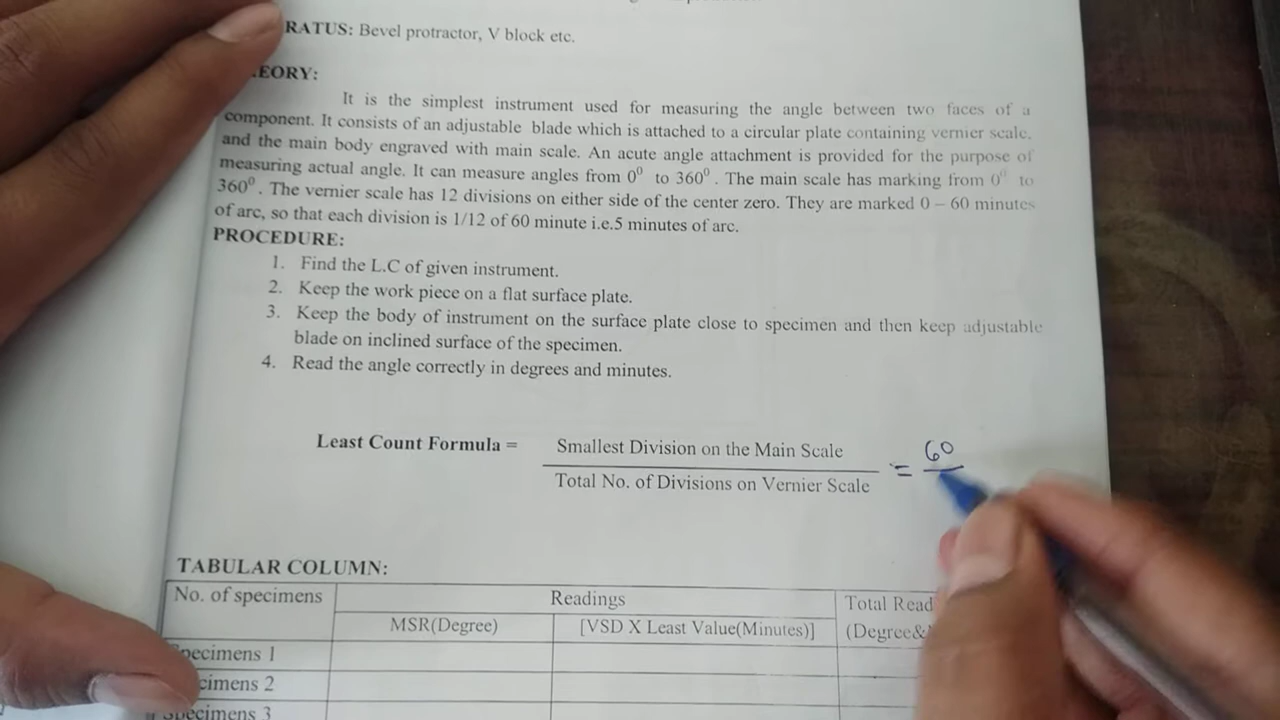 RATUS: Bevel protractor, V block etc.
EORY:
It is the simplest instrument used for measuring the angle between two faces of a
component. It consists of an adjustable blade which is attached to a circular plate containing vernier scale.
and the main body engraved with main scale. An acute angle attachment is provided for the purpose of
measuring actual angle. It can measure angles from 0⁰ to 360⁰. The main scale has marking from 0⁰ to
360⁰. The vernier scale has 12 divisions on either side of the center zero. They are marked 0 – 60 minutes
of arc, so that each division is 1/12 of 60 minute i.e.5 minutes of arc.
PROCEDURE:
1. Find the L.C of given instrument.
2. Keep the work piece on a flat surface plate.
3. Keep the body of instrument on the surface plate close to specimen and then keep adjustable
blade on inclined surface of the specimen.
4. Read the angle correctly in degrees and minutes.
Least Count Formula = Smallest Division on the Main Scale = 60
Total No. of Divisions on Vernier Scale
TABULAR COLUMN:
No. of specimens Readings Total Read
MSR(Degree) [VSD X Least Value(Minutes)] (Degree&
pecimens 1
cimens 2
pecimens 3